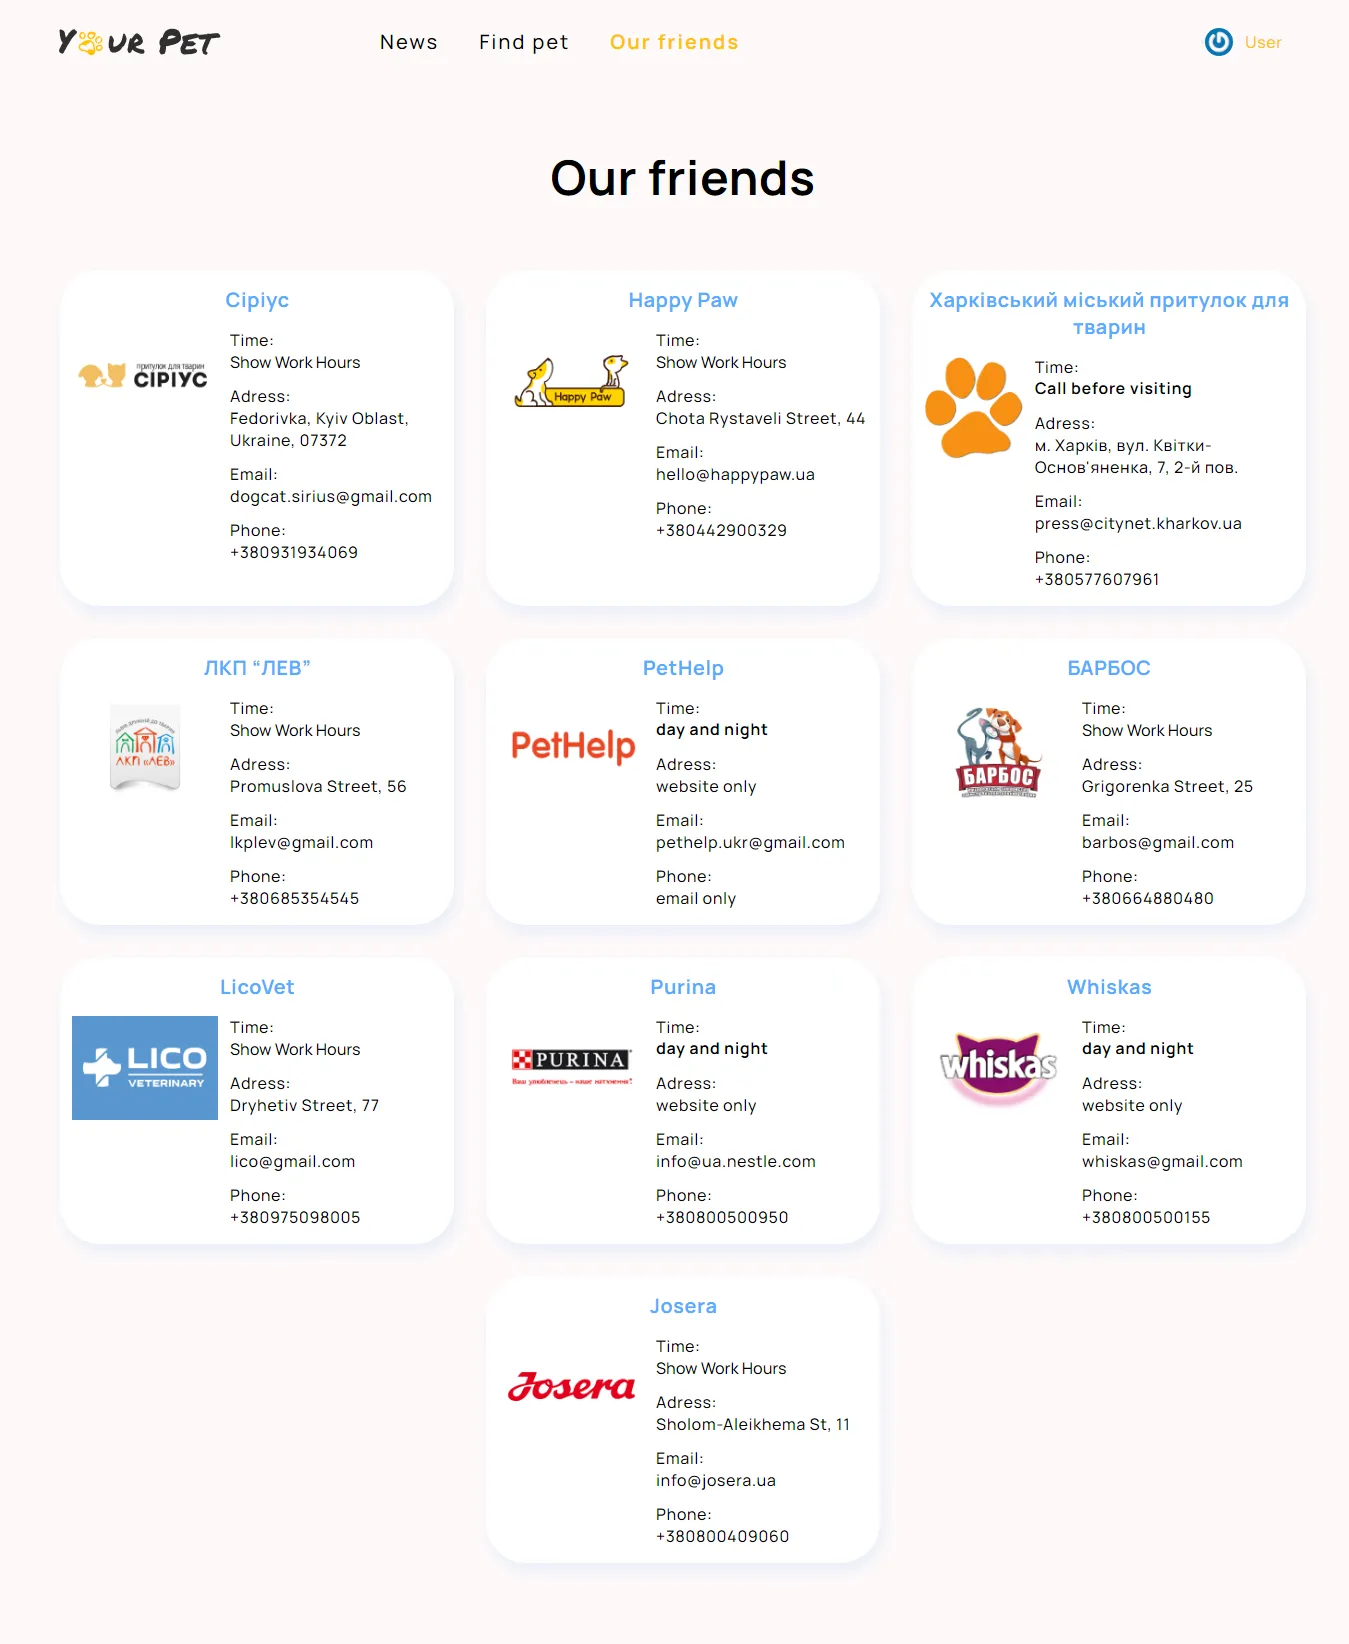 Your Pet
News
Find pet
Our friends
User
Our friends
Сіріус
притулок для тварин
СІРІУС
Time:
Show Work Hours
Adress:
Fedorivka, Kyiv Oblast,
Ukraine, 07372
Email:
dogcat.sirius@gmail.com
Phone:
+380931934069
Happy Paw
Happy Paw
Time:
Show Work Hours
Adress:
Chota Rystaveli Street, 44
Email:
hello@happypaw.ua
Phone:
+380442900329
Харківський міський притулок для
тварин
Time:
Call before visiting
Adress:
м. Харків, вул. Квітки-
Основ'яненка, 7, 2-й пов.
Email:
press@citynet.kharkov.ua
Phone:
+380577607961
ЛКП “ЛЕВ”
ЛКП «ЛЕВ»
Time:
Show Work Hours
Adress:
Promuslova Street, 56
Email:
lkplev@gmail.com
Phone:
+380685354545
PetHelp
PetHelp
Time:
day and night
Adress:
website only
Email:
pethelp.ukr@gmail.com
Phone:
email only
БАРБОС
БАРБОС
Time:
Show Work Hours
Adress:
Grigorenka Street, 25
Email:
barbos@gmail.com
Phone:
+380664880480
LicoVet
LICO
VETERINARY
Time:
Show Work Hours
Adress:
Dryhetiv Street, 77
Email:
lico@gmail.com
Phone:
+380975098005
Purina
PURINA
Ваш улюбленець – наше натхнення!
Time:
day and night
Adress:
website only
Email:
info@ua.nestle.com
Phone:
+380800500950
Whiskas
whiskas
Time:
day and night
Adress:
website only
Email:
whiskas@gmail.com
Phone:
+380800500155
Josera
Josera
Time:
Show Work Hours
Adress:
Sholom-Aleikhema St, 11
Email:
info@josera.ua
Phone:
+380800409060